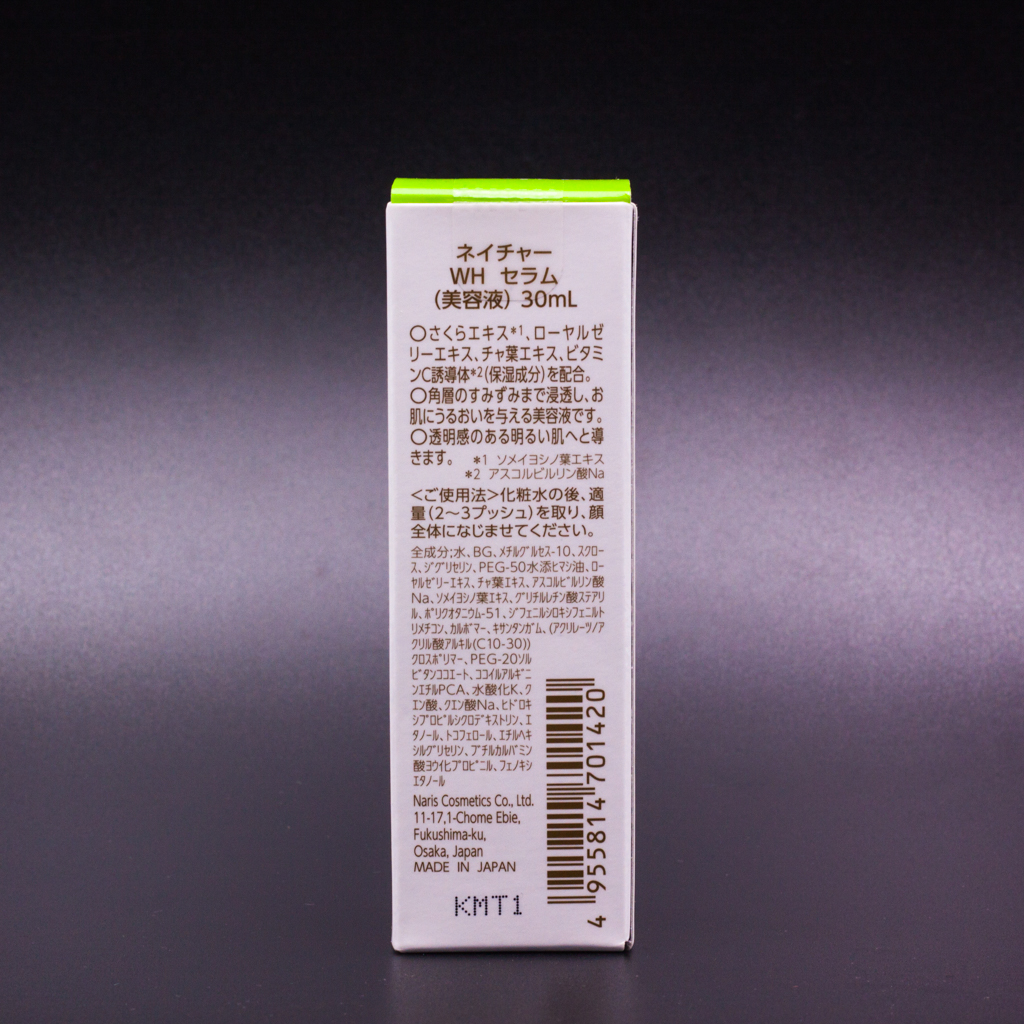 ネイチャー
WH セラム
(美容液) 30mL
○さくらエキス*1、ローヤルゼ
リーエキス、チャ葉エキス、ビタミ
ンC誘導体*2(保湿成分)を配合。
○角層のすみずみまで浸透し、お
肌にうるおいを与える美容液です。
○透明感のある明るい肌へと導
きます。 *1 ソメイヨシノ葉エキス
*2 アスコルビルリン酸Na
<ご使用法>化粧水の後、適
量(2〜3プッシュ)を取り、顔
全体になじませてください。
全成分:水、BG、メチルグルセス-10、スクロー
ス、ジグリセリン、PEG-50水添ヒマシ油、ロー
ヤルゼリーエキス、チャ葉エキス、アスコルビルリン酸
Na、ソメイヨシノ葉エキス、グリチルレチン酸ステアリ
ル、ポリクオタニウム-51、ジフェニルシロキシフェニルト
リメチコン、カルボマー、キサンタンガム、(アクリレーツ/ア
クリル酸アルキル(C10-30))
クロスポリマー、PEG-20ソル
ビタンココエート、ココイルアルギニ
ンエチルPCA、水酸化K、ク
エン酸、クエン酸Na、ヒドロキ
シプロピルシクロデキストリン、エ
タノール、トコフェロール、エチルヘキ
シルグリセリン、ブチルカルバミン
酸ヨウ化プロピニル、フェノキシ
エタノール
Naris Cosmetics Co., Ltd.
11-17,1-Chome Ebie,
Fukushima-ku,
Osaka, Japan
MADE IN JAPAN
KMT1
4 955814 701420